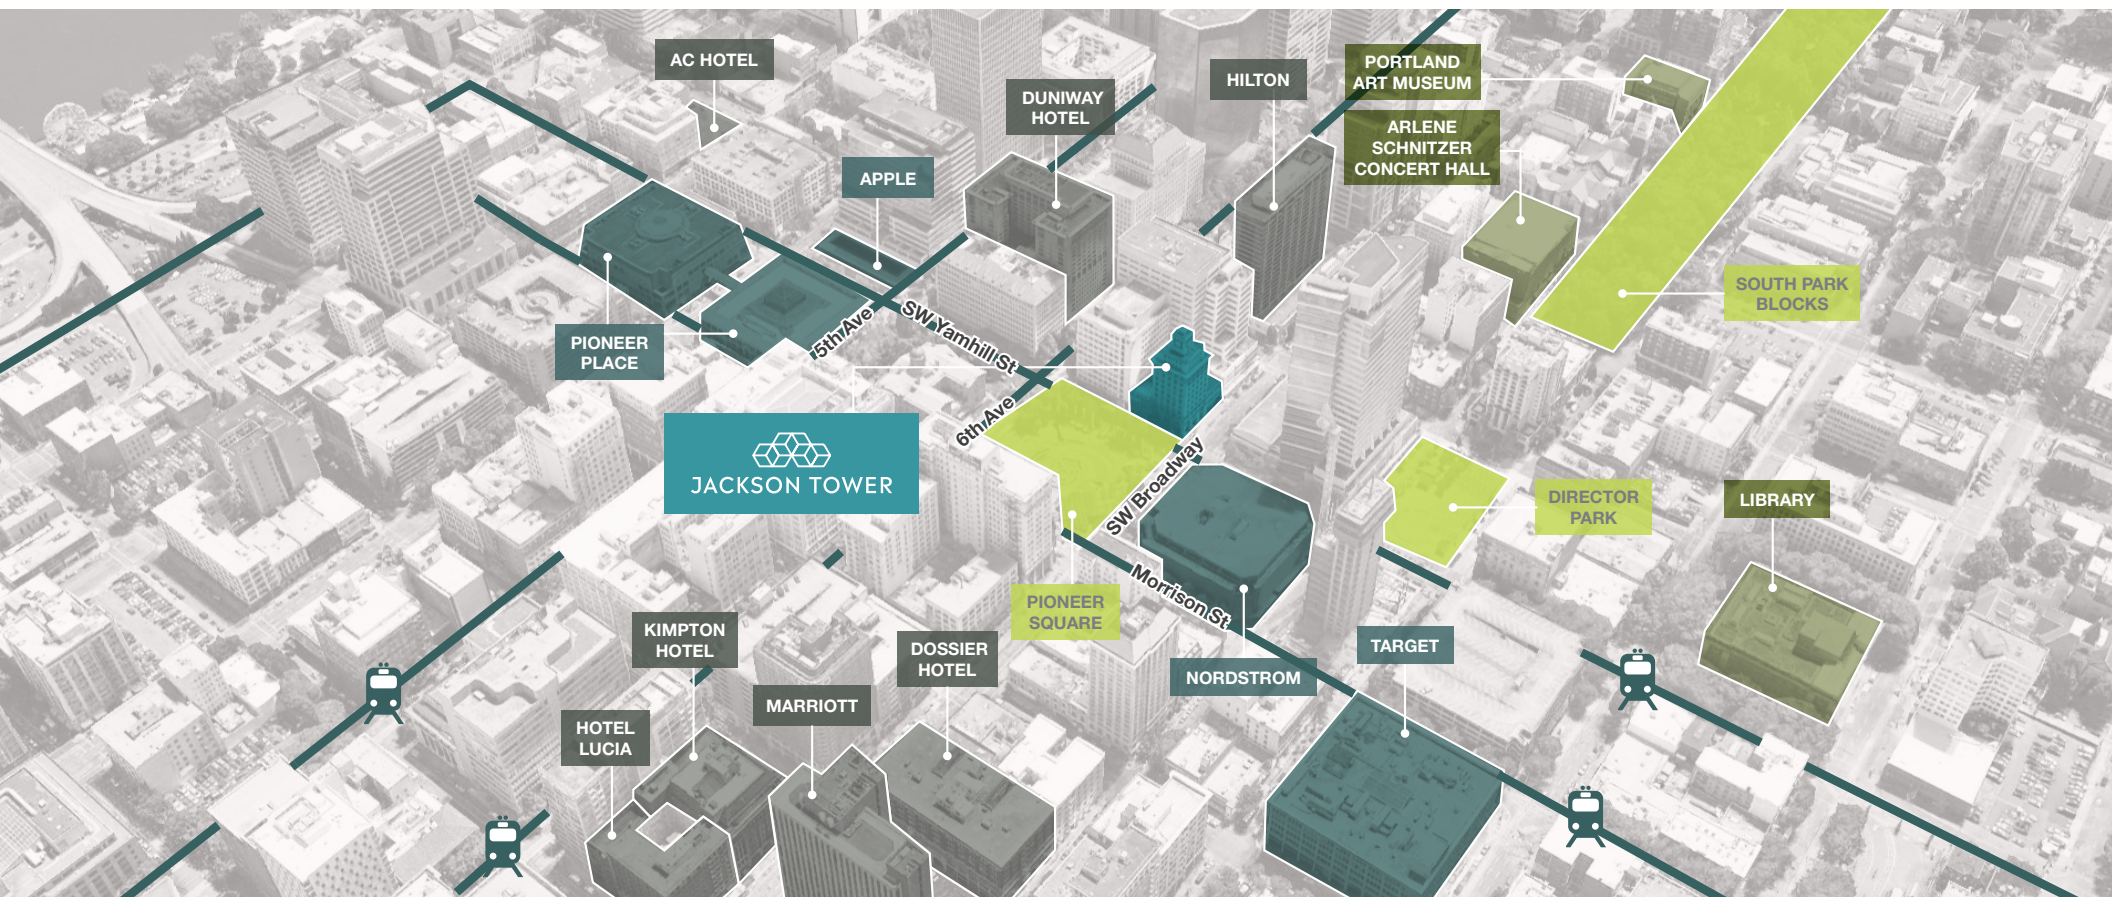 AC HOTEL
DUNIWAY
HOTEL
HILTON
PORTLAND
ART MUSEUM
ARLENE
SCHNITZER
CONCERT HALL
APPLE
SOUTH PARK
BLOCKS
PIONEER
PLACE
5th Ave
SW Yamhill St
6th Ave
JACKSON TOWER
SW Broadway
DIRECTOR
PARK
LIBRARY
Morrison St
PIONEER
SQUARE
KIMPTON
HOTEL
DOSSIER
HOTEL
TARGET
NORDSTROM
MARRIOTT
HOTEL
LUCIA